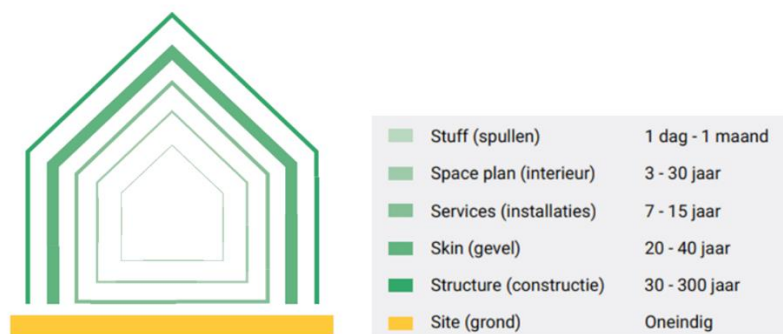 Stuff (spullen) 1 dag - 1 maand
Space plan (interieur) 3 - 30 jaar
Services (installaties) 7 - 15 jaar
Skin (gevel) 20 - 40 jaar
Structure (constructie) 30 - 300 jaar
Site (grond) Oneindig